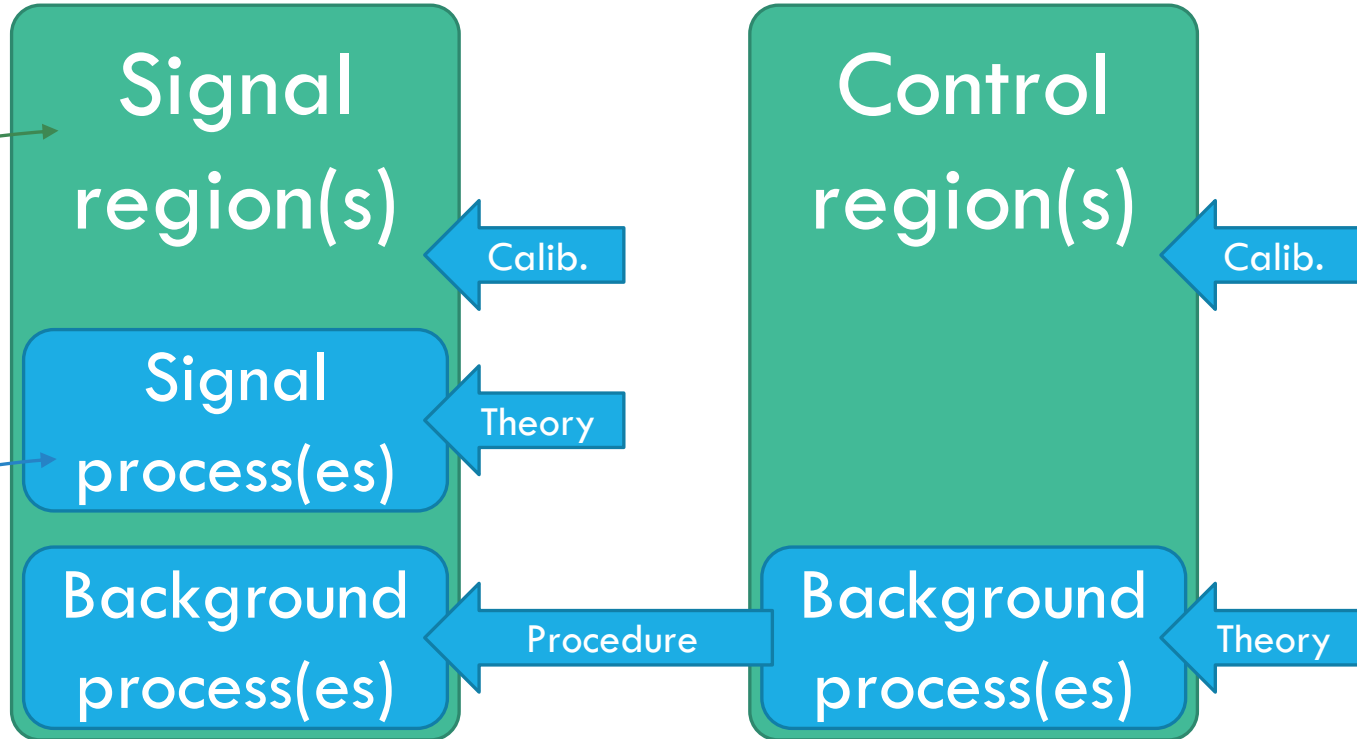 Signal
region(s)
Calib.
Signal
process(es)
Theory
Background
process(es)
Procedure
Control
region(s)
Calib.
Background
process(es)
Theory